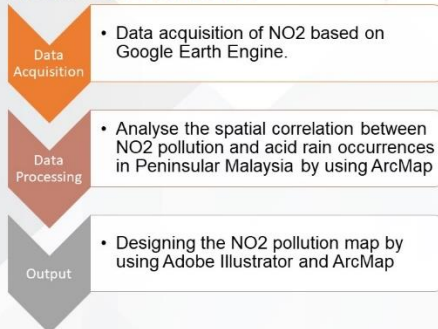 Data
Acquisition
• Data acquisition of NO2 based on
Google Earth Engine.
Data
Processing
• Analyse the spatial correlation between
NO2 pollution and acid rain occurrences
in Peninsular Malaysia by using ArcMap
Output
• Designing the NO2 pollution map by
using Adobe Illustrator and ArcMap